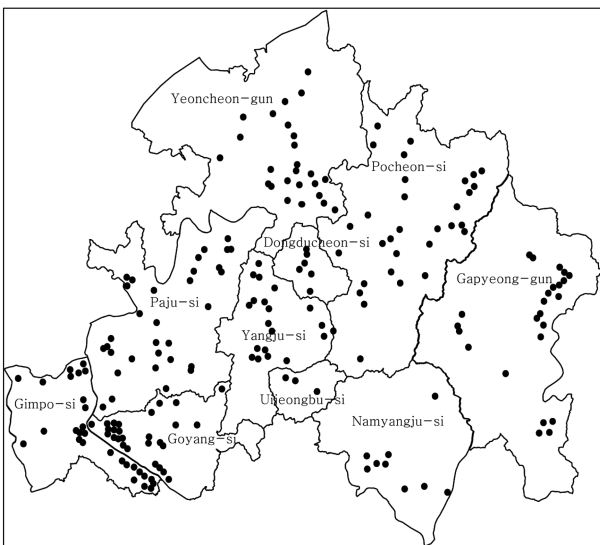 Yeoncheon-gun
Pocheon-si
Dongducheon-si
Gapyeong-gun
Paju-si
Yangju-si
Uijeongbu-si
Gimpo-si
Namyangju-si
Goyang-si